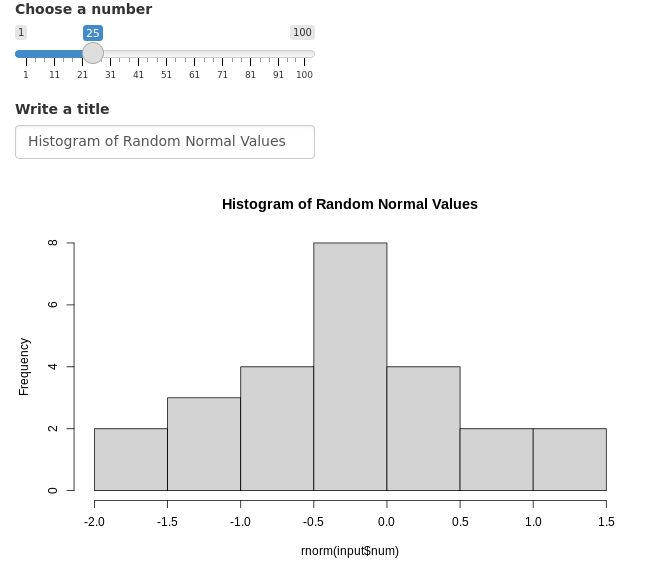 Choose a number
1 25 100
1 11 21 31 41 51 61 71 81 91 100
Write a title
Histogram of Random Normal Values
Histogram of Random Normal Values
8
6
4
2
0
Frequency
-2.0 -1.5 -1.0 -0.5 0.0 0.5 1.0 1.5
rnorm(input$num)